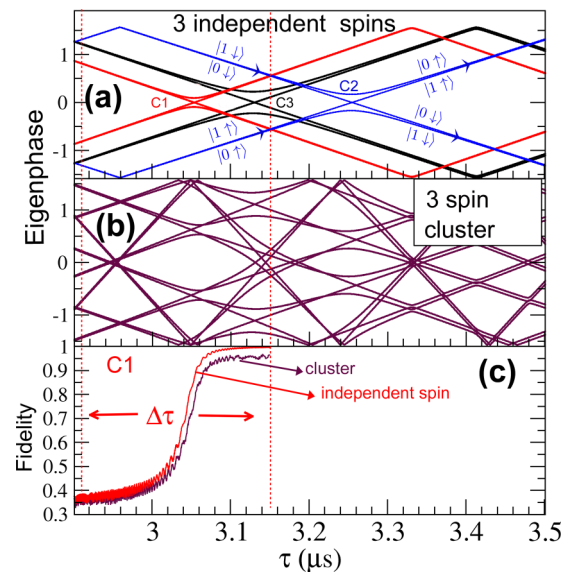 3 independent spins
1
|1 ↓⟩
|0 ↓⟩
|0 ↑⟩
|1 ↑⟩
C1
C2
0
(a)
C3
|1 ↑⟩
|0 ↑⟩
|0 ↓⟩
|1 ↓⟩
-1
Eigenphase
1
(b)
3 spin
cluster
0
-1
1
C1
(c)
0.9
cluster
0.8
independent spin
0.7
Δτ
0.6
0.5
0.4
0.3
Fidelity
3
3.1
3.2
3.3
3.4
3.5
τ (μs)